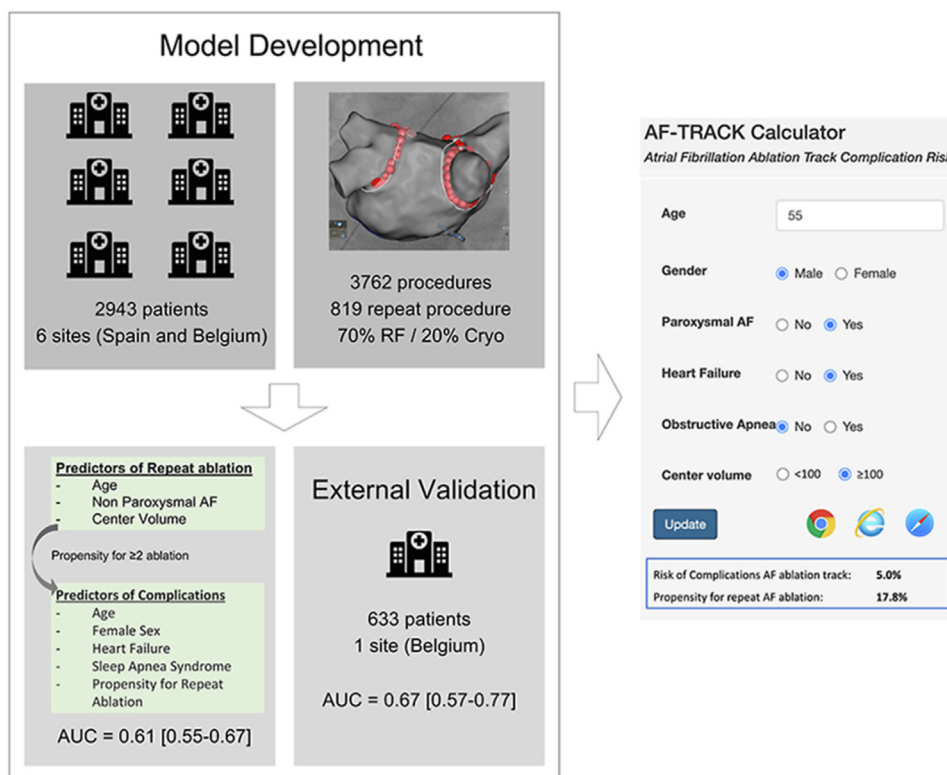 Model Development
2943 patients
6 sites (Spain and Belgium)
3762 procedures
819 repeat procedure
70% RF / 20% Cryo
Predictors of Repeat ablation
- Age
- Non Paroxysmal AF
- Center Volume
Propensity for ≥2 ablation
Predictors of Complications
- Age
- Female Sex
- Heart Failure
- Sleep Apnea Syndrome
- Propensity for Repeat
Ablation
AUC = 0.61 [0.55-0.67]
External Validation
633 patients
1 site (Belgium)
AUC = 0.67 [0.57-0.77]
AF-TRACK Calculator
Atrial Fibrillation Ablation Track Complication Risk
Age 55
Gender Male Female
Paroxysmal AF No Yes
Heart Failure No Yes
Obstructive Apnea No Yes
Center volume <100 ≥100
Update
Risk of Complications AF ablation track: 5.0%
Propensity for repeat AF ablation: 17.8%